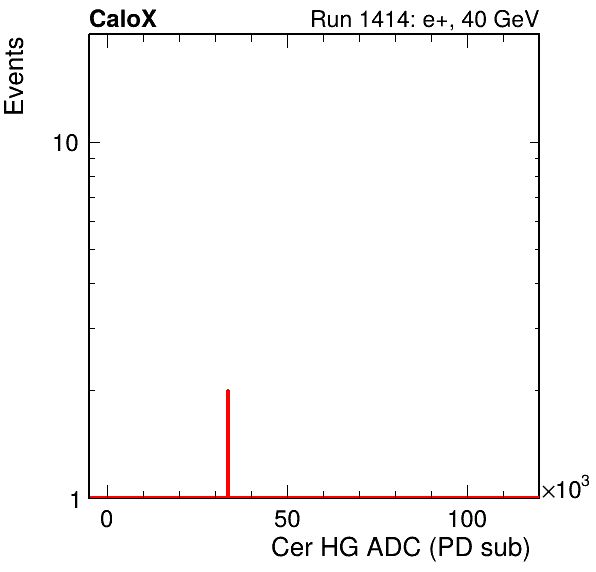 CaloX
Run 1414: e+, 40 GeV
Events
10
1
0
50
100
×10³
Cer HG ADC (PD sub)